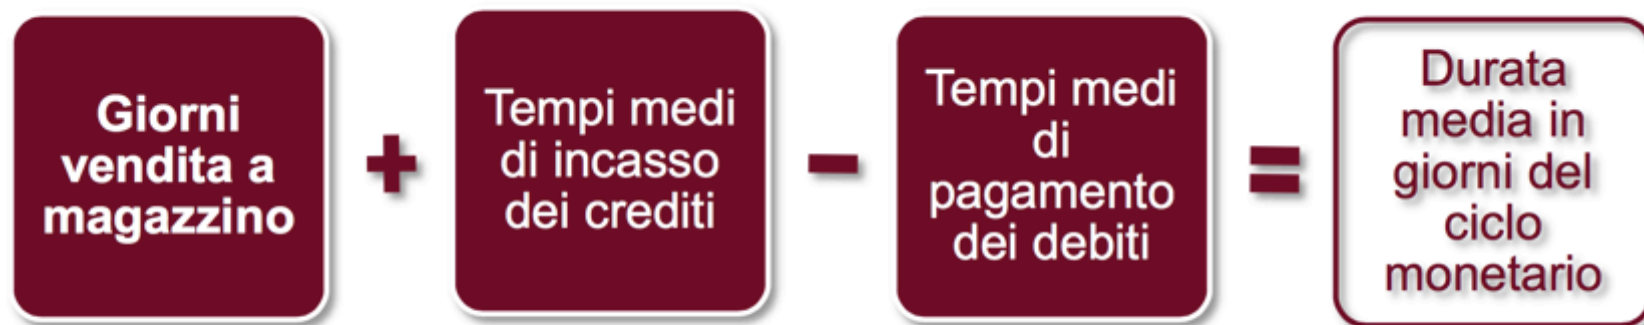 Giorni
vendita a
magazzino
+
Tempi medi
di incasso
dei crediti
–
Tempi medi
di
pagamento
dei debiti
=
Durata
media in
giorni del
ciclo
monetario